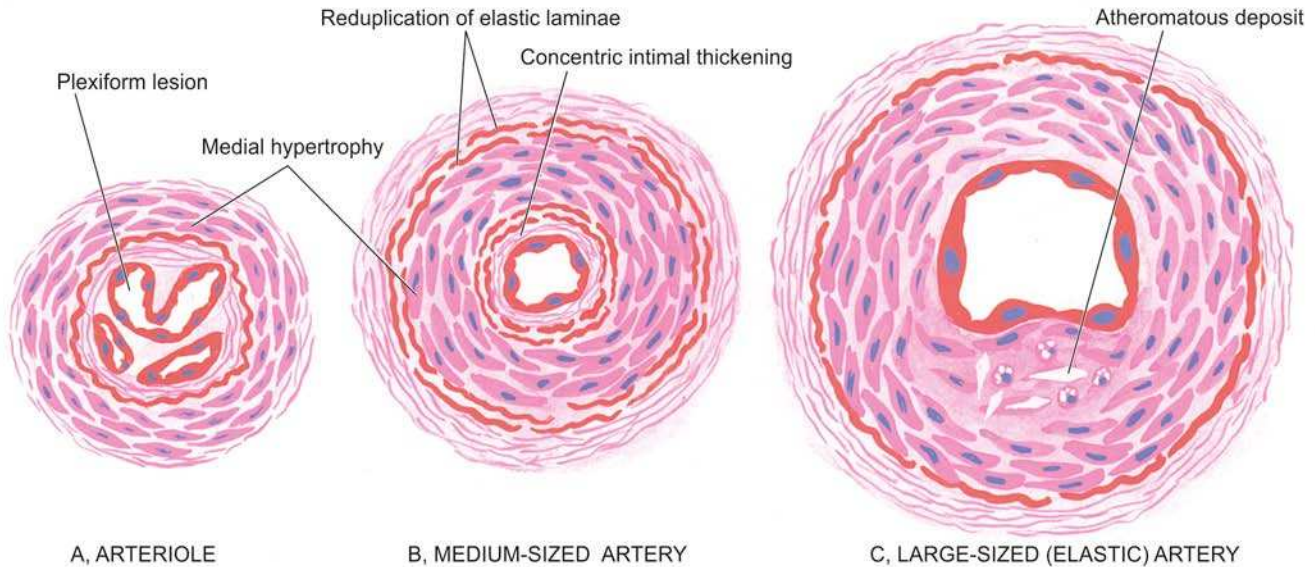 Reduplication of elastic laminae
Atheromatous deposit
Concentric intimal thickening
Plexiform lesion
Medial hypertrophy
A, ARTERIOLE
B, MEDIUM-SIZED ARTERY
C, LARGE-SIZED (ELASTIC) ARTERY